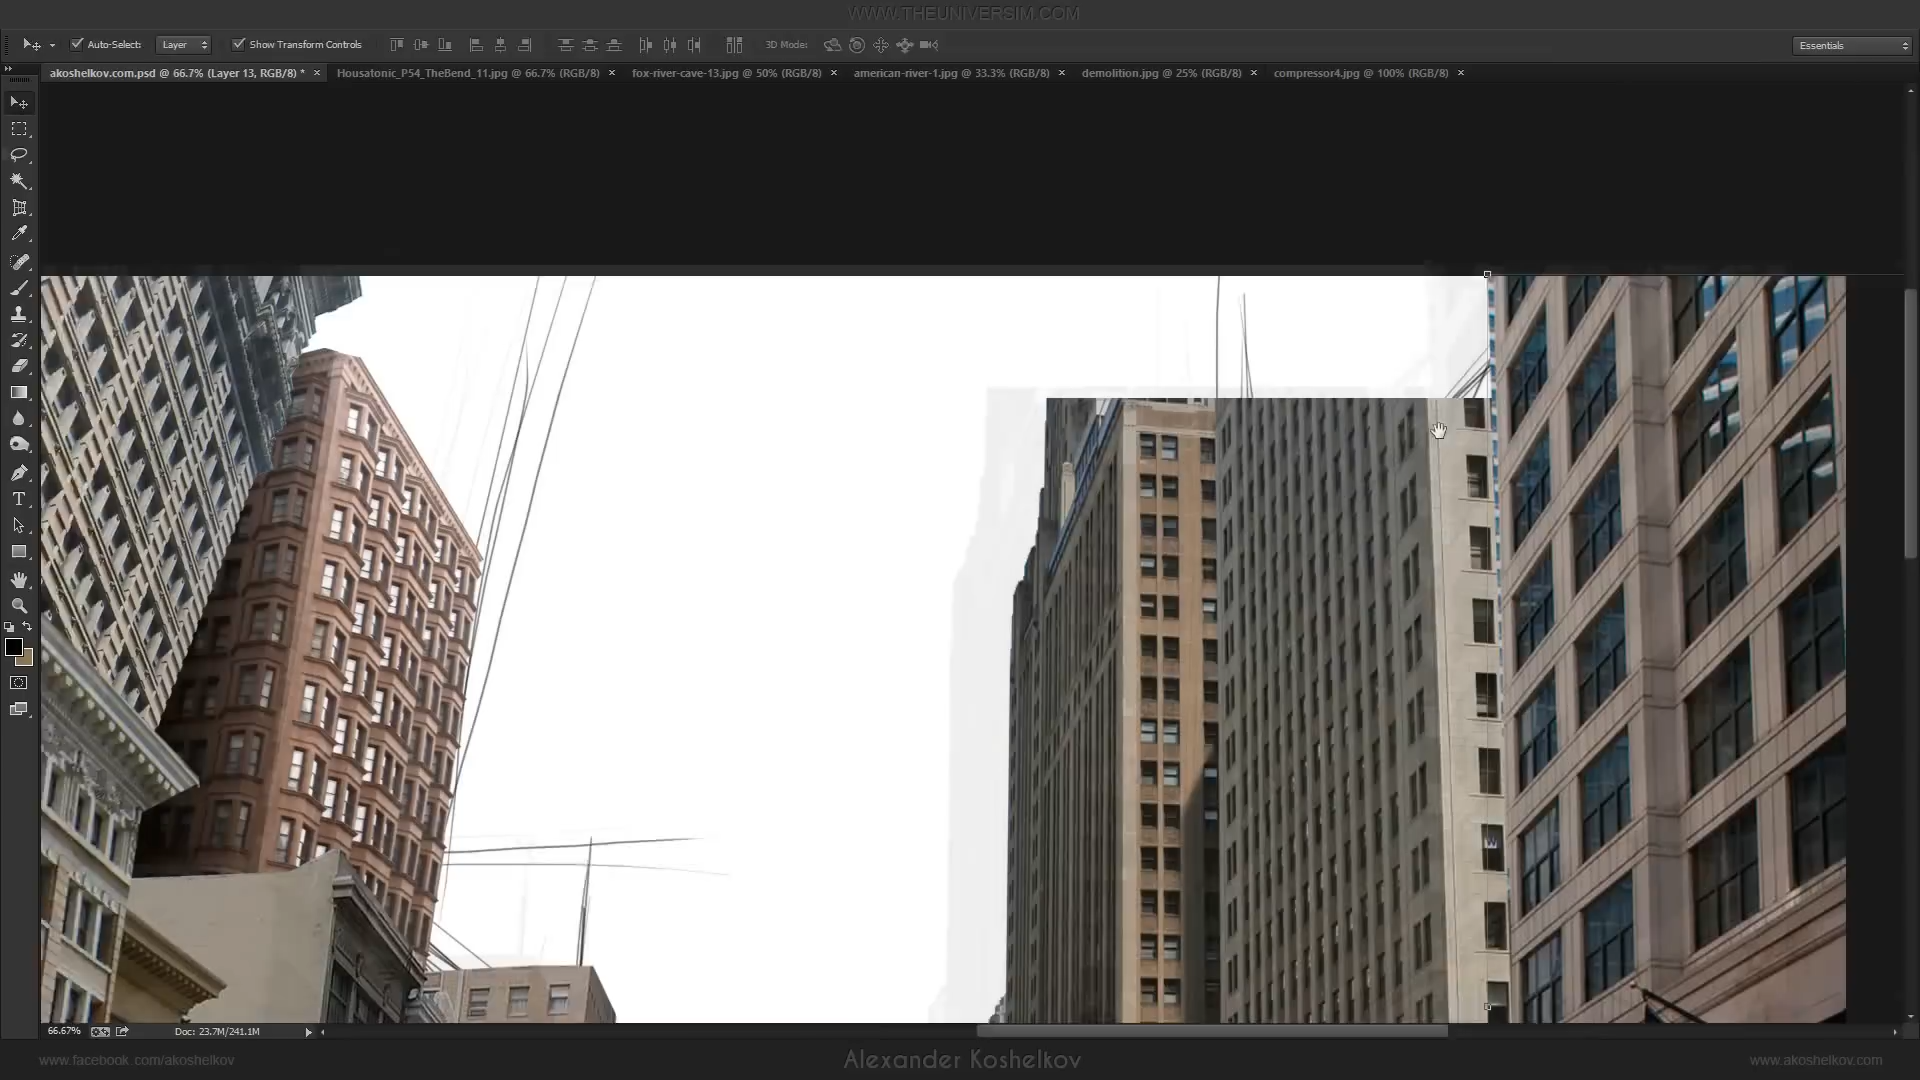 WWW.THEUNIVERSIM.COM
Auto-Select: Layer Show Transform Controls 3D Mode: Essentials
akoshelkov.com.psd @ 66.7% (Layer 13, RGB/8) * Housatonic_P54_TheBend_11.jpg @ 66.7% (RGB/8) fox-river-cave-13.jpg @ 50% (RGB/8) american-river-1.jpg @ 33.3% (RGB/8) demolition.jpg @ 25% (RGB/8) compressor4.jpg @ 100% (RGB/8)
W
66.67% Doc: 23.7M/241.1M
www.facebook.com/akoshelkov Alexander Koshelkov www.akoshelkov.com